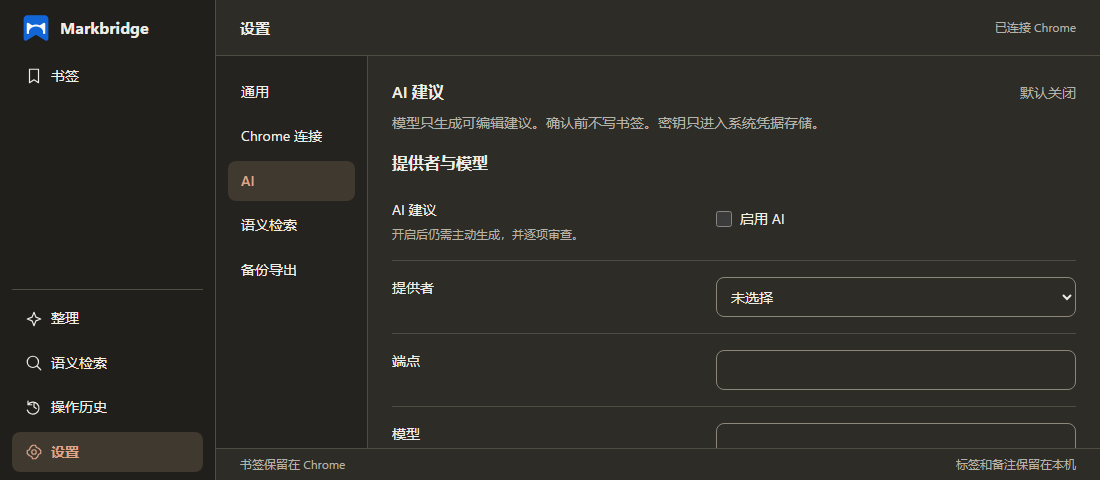 Markbridge
书签
整理
语义检索
操作历史
设置
设置
已连接 Chrome
通用
Chrome 连接
AI
语义检索
备份导出
AI 建议
默认关闭
模型只生成可编辑建议。确认前不写书签。密钥只进入系统凭据存储。
提供者与模型
AI 建议
开启后仍需主动生成，并逐项审查。
启用 AI
提供者
未选择
端点
模型
书签保留在 Chrome
标签和备注保留在本机